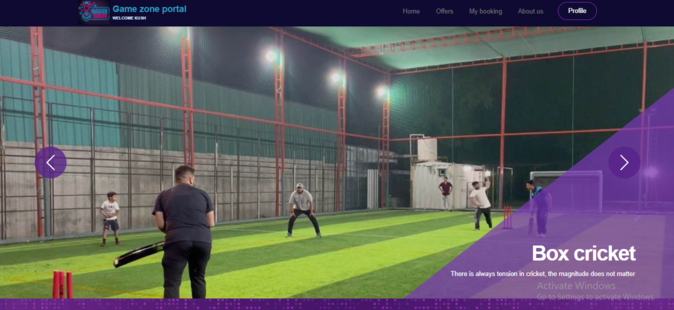 Game zone portal
WELCOME KUSH
Home
Offers
My booking
About us
Profile
Box cricket
There is always tension in cricket, the magnitude does not matter
Activate Windows
Go to Settings to activate Windows.